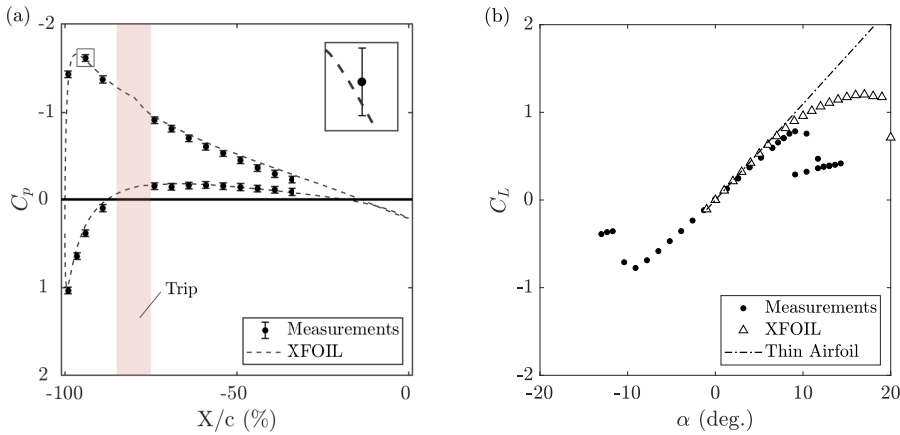 (a)
-2
-1
0
1
2
C_p
-100
-50
0
X/c (%)
Trip
Measurements
XFOIL
(b)
2
1
0
-1
-2
C_L
-20
-10
0
10
20
α (deg.)
Measurements
XFOIL
Thin Airfoil